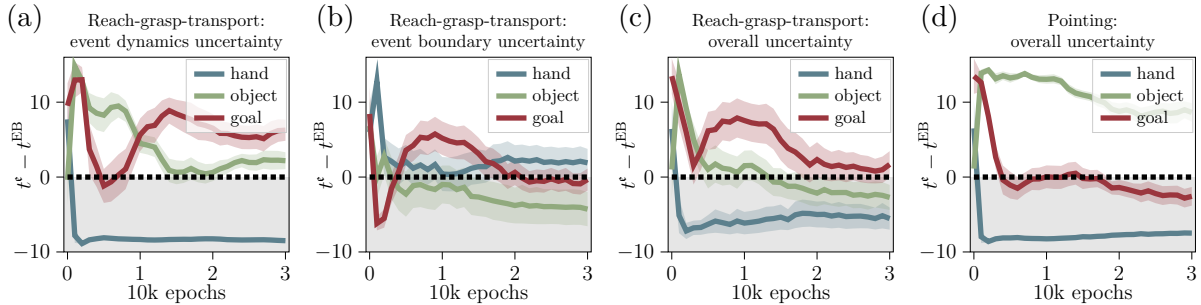 (a)
Reach-grasp-transport:
event dynamics uncertainty
t^𝔢 − t^EB
10
0
−10
hand
object
goal
0 1 2 3
10k epochs
(b)
Reach-grasp-transport:
event boundary uncertainty
t^𝔢 − t^EB
10
0
−10
hand
object
goal
0 1 2 3
10k epochs
(c)
Reach-grasp-transport:
overall uncertainty
t^𝔢 − t^EB
10
0
−10
hand
object
goal
0 1 2 3
10k epochs
(d)
Pointing:
overall uncertainty
t^𝔢 − t^EB
10
0
−10
hand
object
goal
0 1 2 3
10k epochs